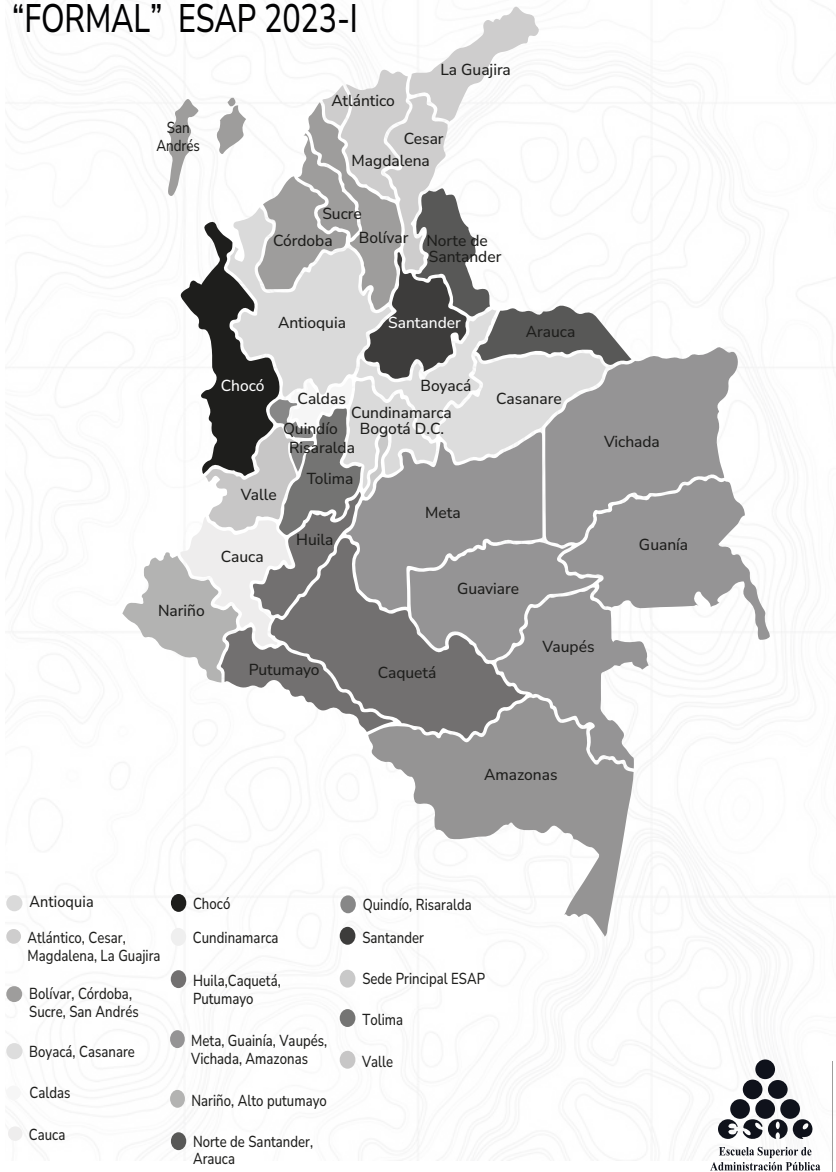 “FORMAL” ESAP 2023-I
La Guajira
Atlántico
San
Andrés
Cesar
Magdalena
Sucre
Córdoba
Bolívar
Norte de
Santander
Antioquia
Santander
Arauca
Chocó
Caldas
Boyacá
Casanare
Cundinamarca
Bogotá D.C.
Quindío
Risaralda
Vichada
Tolima
Valle
Meta
Huila
Guanía
Cauca
Guaviare
Nariño
Vaupés
Putumayo
Caquetá
Amazonas
Antioquia
Atlántico, Cesar,
Magdalena, La Guajira
Bolívar, Córdoba,
Sucre, San Andrés
Boyacá, Casanare
Caldas
Cauca
Chocó
Cundinamarca
Huila,Caquetá,
Putumayo
Meta, Guainía, Vaupés,
Vichada, Amazonas
Nariño, Alto putumayo
Norte de Santander,
Arauca
Quindío, Risaralda
Santander
Sede Principal ESAP
Tolima
Valle
ESAP
Escuela Superior de
Administración Pública